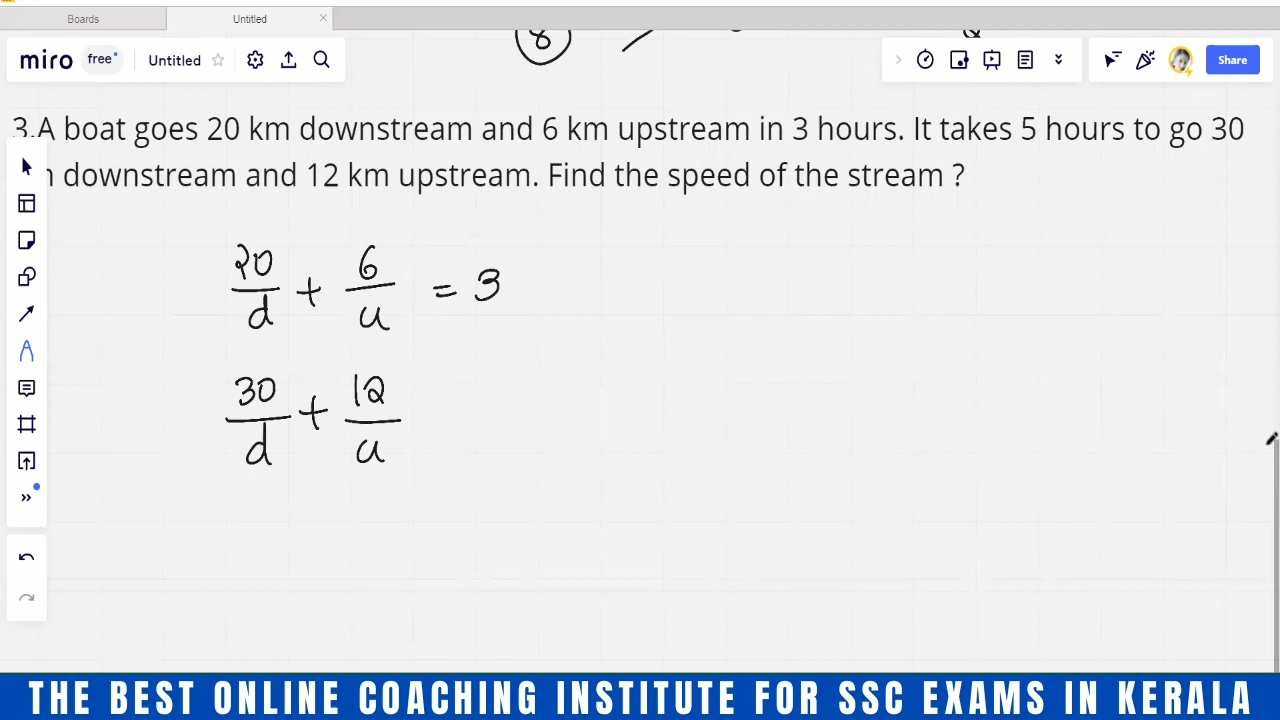 Boards
Untitled
8
miro free Untitled
Share
3.A boat goes 20 km downstream and 6 km upstream in 3 hours. It takes 5 hours to go 30
downstream and 12 km upstream. Find the speed of the stream ?
20/d + 6/u = 3
30/d + 12/u
THE BEST ONLINE COACHING INSTITUTE FOR SSC EXAMS IN KERALA